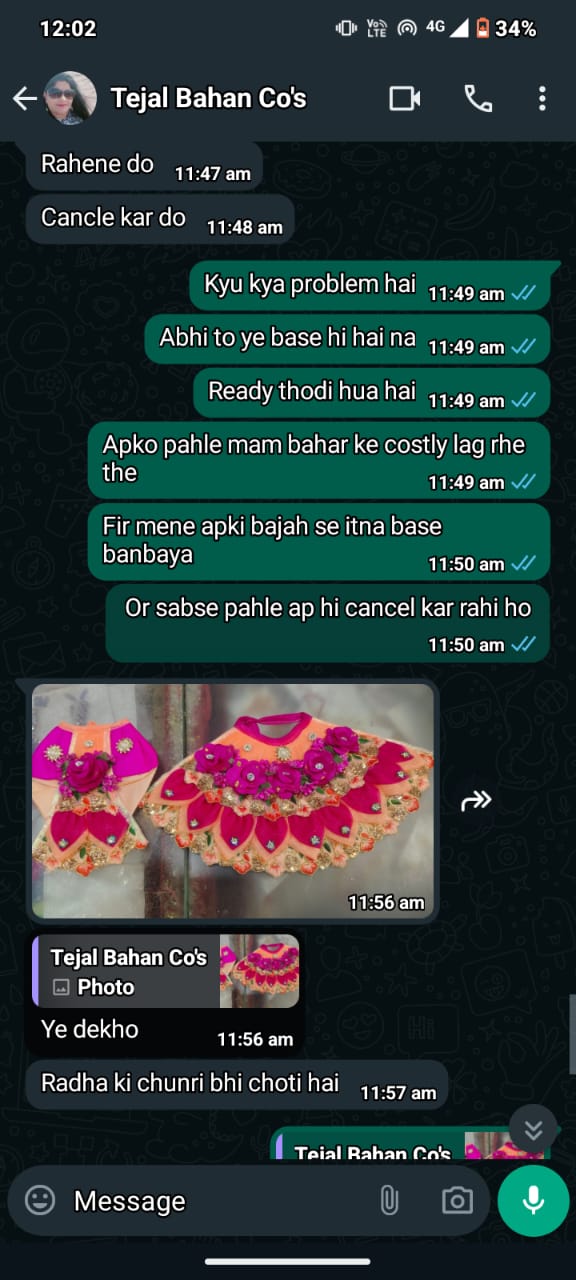 12:02
Vo)) LTE 4G 34%
Tejal Bahan Co's
Rahene do 11:47 am
Cancle kar do 11:48 am
Kyu kya problem hai 11:49 am
Abhi to ye base hi hai na 11:49 am
Ready thodi hua hai 11:49 am
Apko pahle mam bahar ke costly lag rhe
the 11:49 am
Fir mene apki bajah se itna base
banbaya 11:50 am
Or sabse pahle ap hi cancel kar rahi ho
11:50 am
11:56 am
Tejal Bahan Co's
Photo
Ye dekho 11:56 am
Radha ki chunri bhi choti hai 11:57 am
Tejal Bahan Co's
Message